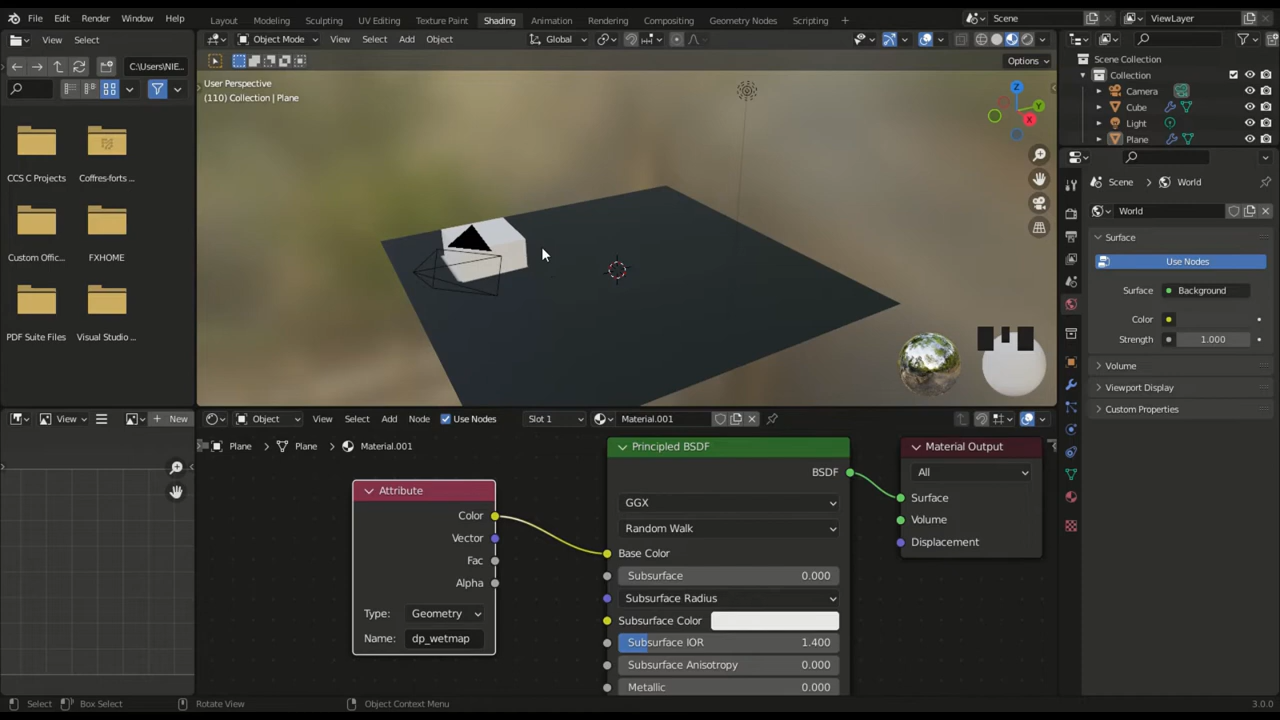 File Edit Render Window Help Layout Modeling Sculpting UV Editing Texture Paint Shading Animation Rendering Compositing Geometry Nodes Scripting + Scene ViewLayer
View Select
Object Mode View Select Add Object Global
C:\Users\NIE...
Options
CCS C Projects
Coffres-forts ...
Custom Office...
FXHOME
PDF Suite Files
Visual Studio ...
User Perspective
(110) Collection | Plane
Z
Y
X
Scene Collection
Collection
Camera
Cube
Light
Plane
Scene World
World
Surface
Use Nodes
Surface Background
Color
Strength 1.000
Volume
Viewport Display
Custom Properties
View New
Object View Select Add Node Use Nodes Slot 1 Material.001
Plane Plane Material.001
Attribute
Color
Vector
Fac
Alpha
Type: Geometry
Name: dp_wetmap
Principled BSDF
BSDF
GGX
Random Walk
Base Color
Subsurface 0.000
Subsurface Radius
Subsurface Color
Subsurface IOR 1.400
Subsurface Anisotropy 0.000
Metallic 0.000
Material Output
All
Surface
Volume
Displacement
Select Box Select Rotate View Object Context Menu 3.0.0